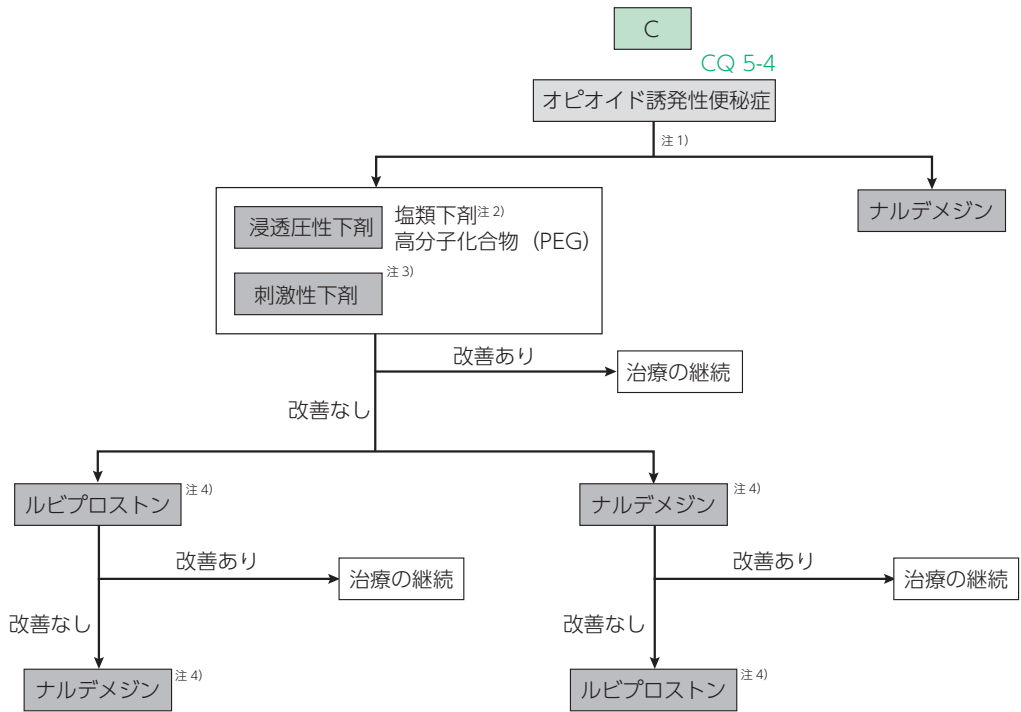 C
CQ 5-4
オピオイド誘発性便秘症
注 1)
浸透圧性下剤
塩類下剤注 2)
高分子化合物（PEG）
注 3)
刺激性下剤
ナルデメジン
改善あり
治療の継続
改善なし
ルビプロストン
注 4)
ナルデメジン
注 4)
改善あり
治療の継続
改善あり
治療の継続
改善なし
改善なし
ナルデメジン
注 4)
ルビプロストン
注 4)